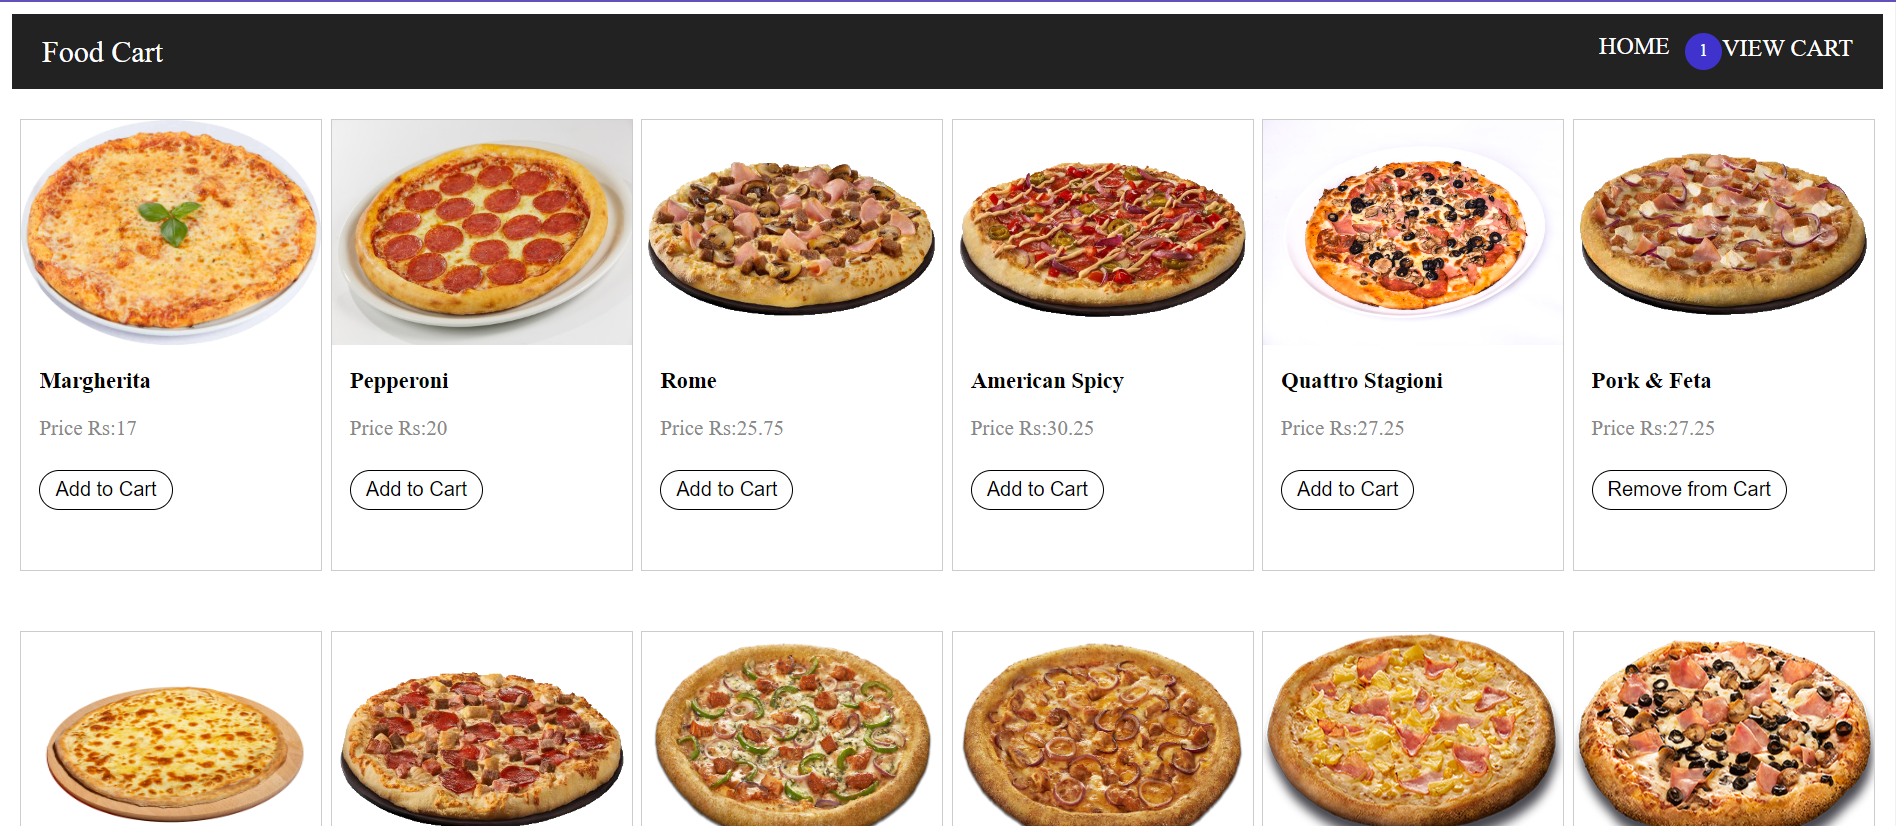 Food Cart
HOME
1
VIEW CART
Margherita
Price Rs:17
Add to Cart
Pepperoni
Price Rs:20
Add to Cart
Rome
Price Rs:25.75
Add to Cart
American Spicy
Price Rs:30.25
Add to Cart
Quattro Stagioni
Price Rs:27.25
Add to Cart
Pork & Feta
Price Rs:27.25
Remove from Cart